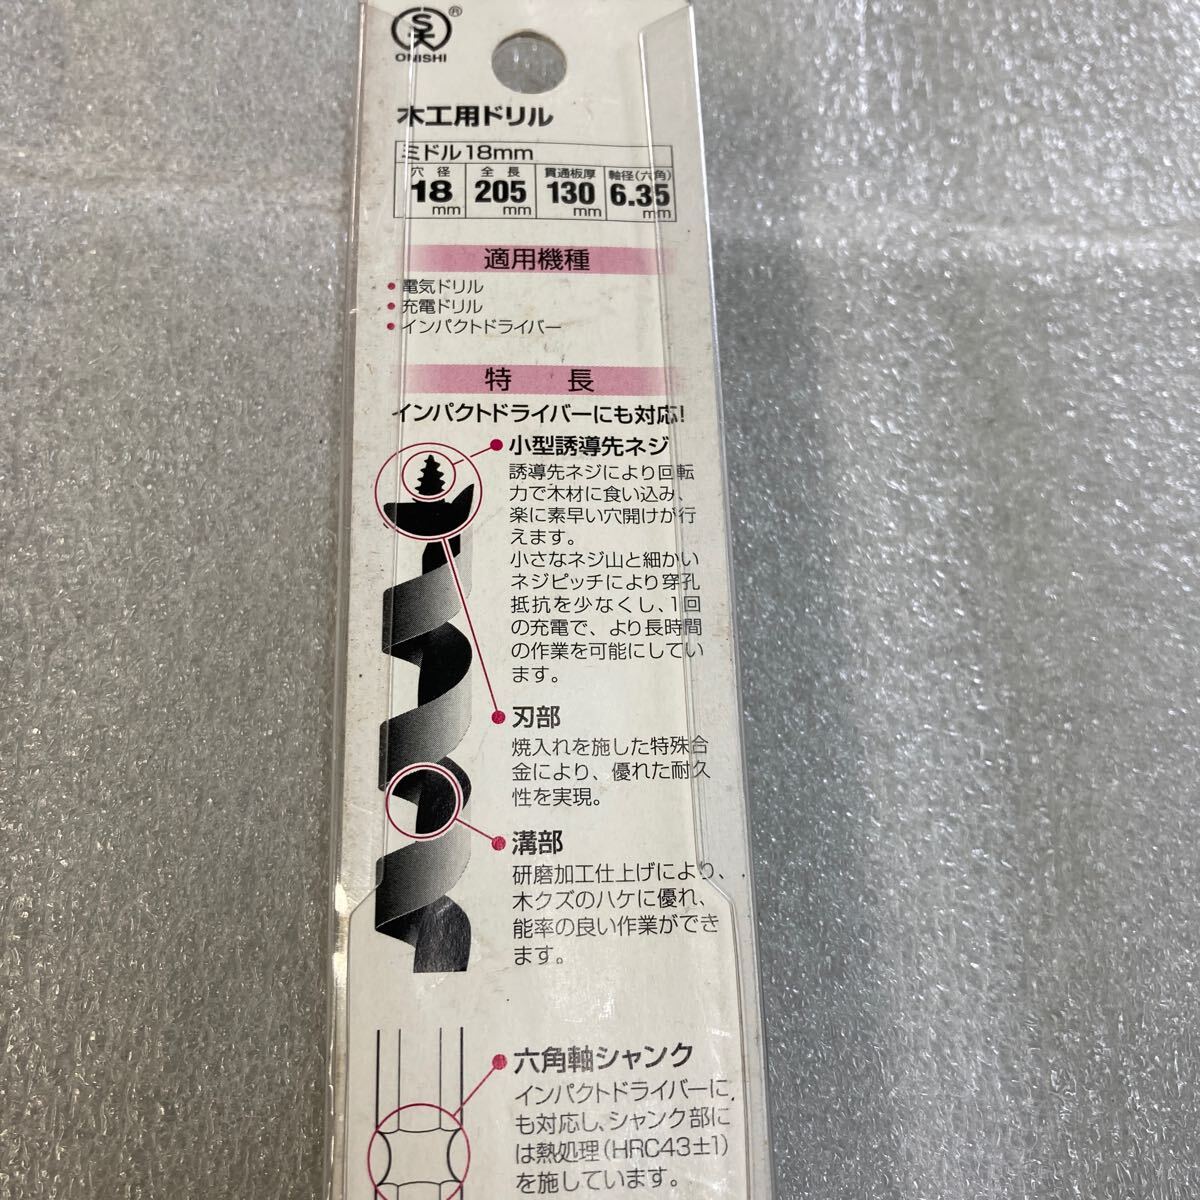 S大®
ONISHI
木工用ドリル
ミドル18mm
穴径 全長 貫通板厚 軸径(六角)
18mm 205mm 130mm 6.35mm
適用機種
• 電気ドリル
• 充電ドリル
• インパクトドライバー
特 長
インパクトドライバーにも対応!
● 小型誘導先ネジ
誘導先ネジにより回転
力で木材に食い込み、
楽に素早い穴開けが行
えます。
小さなネジ山と細かい
ネジピッチにより穿孔
抵抗を少なくし、1回
の充電で、より長時間
の作業を可能にしてい
ます。
● 刃部
焼入れを施した特殊合
金により、優れた耐久
性を実現。
● 溝部
研磨加工仕上げにより、
木クズのハケに優れ、
能率の良い作業ができ
ます。
● 六角軸シャンク
インパクトドライバーに
も対応し、シャンク部に
は熱処理(HRC43±1)
を施しています。